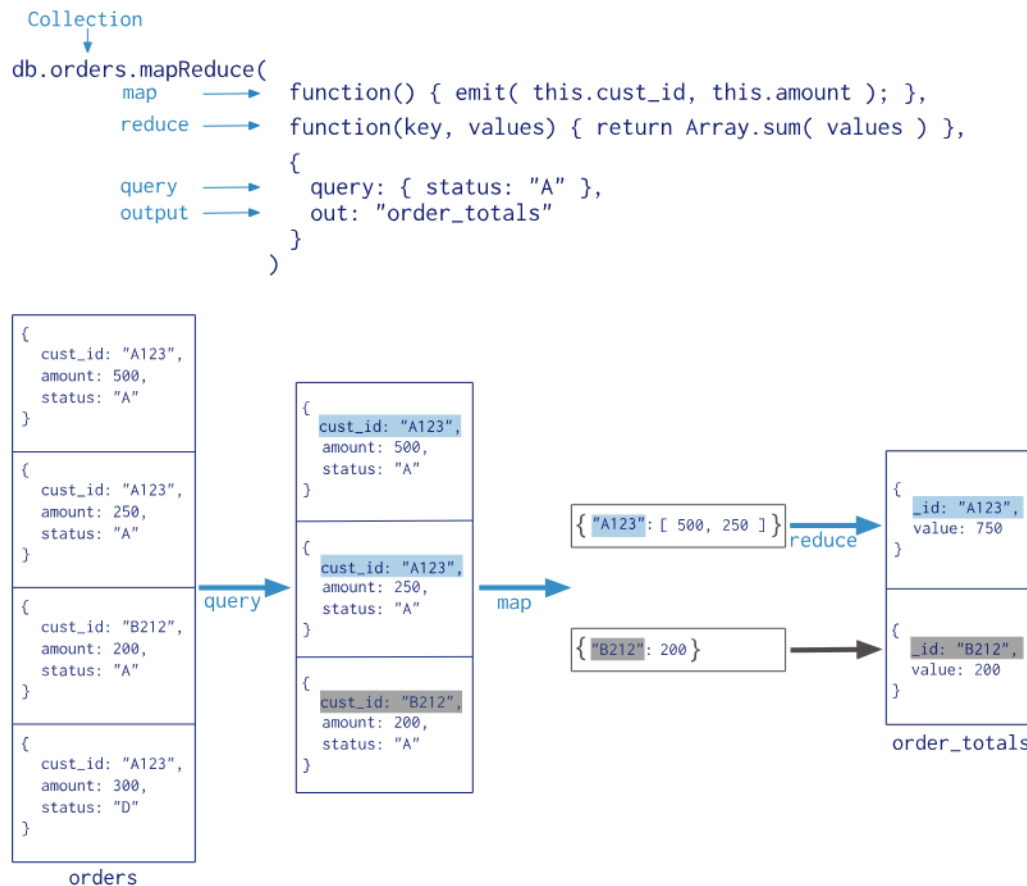 Collection
db.orders.mapReduce(
map function() { emit( this.cust_id, this.amount ); },
reduce function(key, values) { return Array.sum( values ) },
{
query query: { status: "A" },
output out: "order_totals"
}
)
{
cust_id: "A123",
amount: 500,
status: "A"
}
{
cust_id: "A123",
amount: 250,
status: "A"
}
{
cust_id: "B212",
amount: 200,
status: "A"
}
{
cust_id: "A123",
amount: 300,
status: "D"
}
orders
query
{
cust_id: "A123",
amount: 500,
status: "A"
}
{
cust_id: "A123",
amount: 250,
status: "A"
}
{
cust_id: "B212",
amount: 200,
status: "A"
}
map
{"A123": [ 500, 250 ]}
{"B212": 200}
reduce
{
_id: "A123",
value: 750
}
{
_id: "B212",
value: 200
}
order_totals